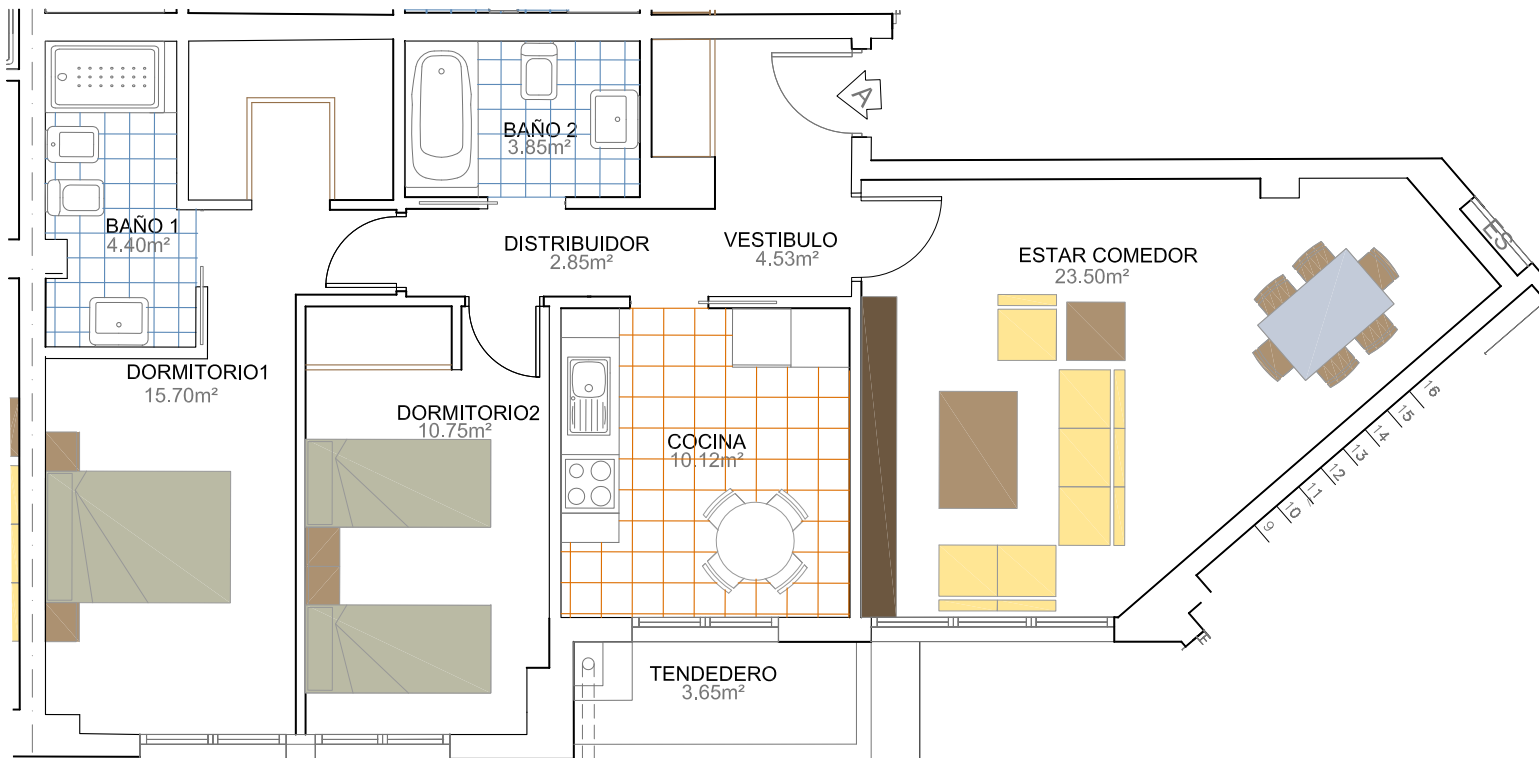 A
BAÑO 2
3.85m²
BAÑO 1
4.40m²
DISTRIBUIDOR
2.85m²
VESTIBULO
4.53m²
ESTAR COMEDOR
23.50m²
ES
DORMITORIO1
15.70m²
DORMITORIO2
10.75m²
COCINA
10.12m²
16
15
14
13
12
11
10
9
TENDEDERO
3.65m²